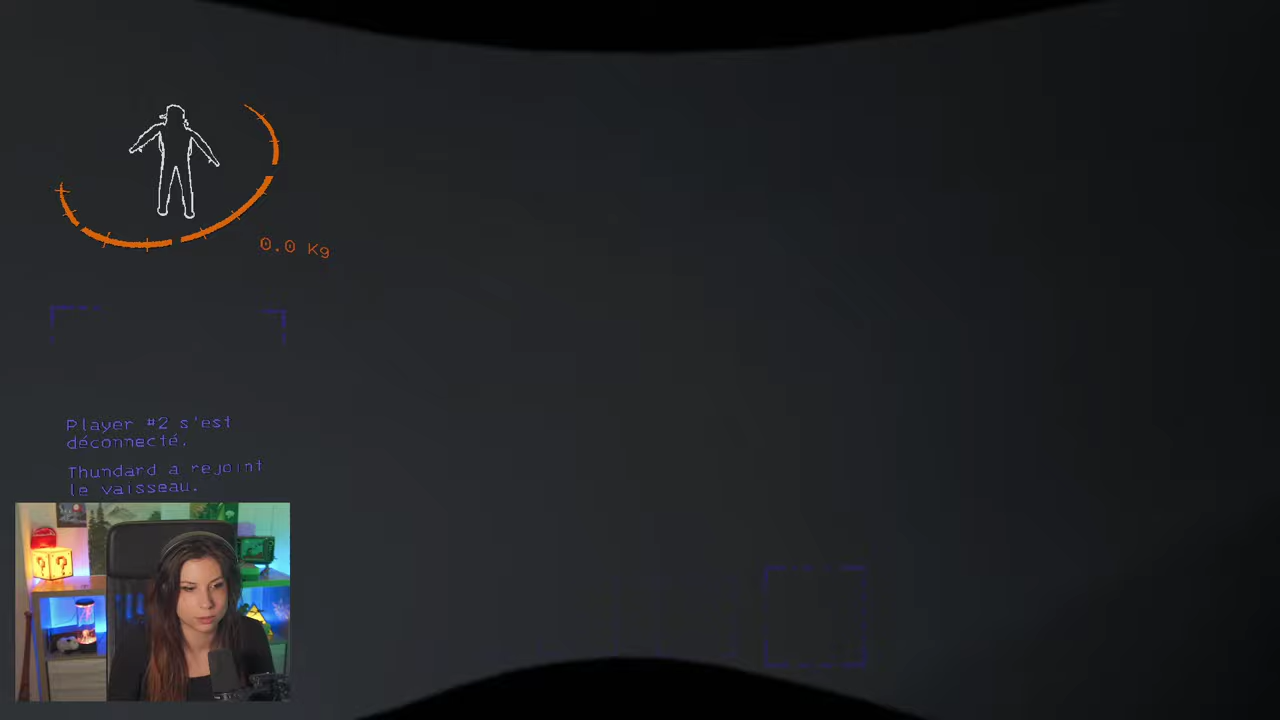 0.0 Kg
Player #2 s'est
déconnecté.
Thundard a rejoint
le vaisseau.
? ?